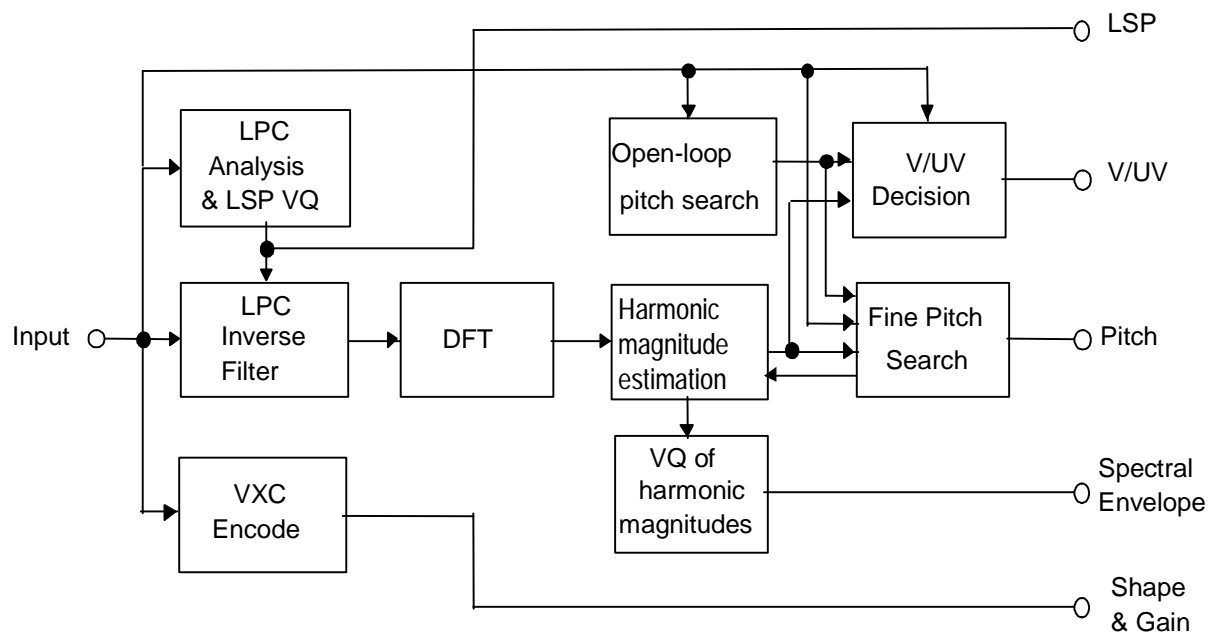 LSP
LPC
Analysis
& LSP VQ
Open-loop
pitch search
V/UV
Decision
V/UV
Input
LPC
Inverse
Filter
DFT
Harmonic
magnitude
estimation
Fine Pitch
Search
Pitch
VXC
Encode
VQ of
harmonic
magnitudes
Spectral
Envelope
Shape
& Gain